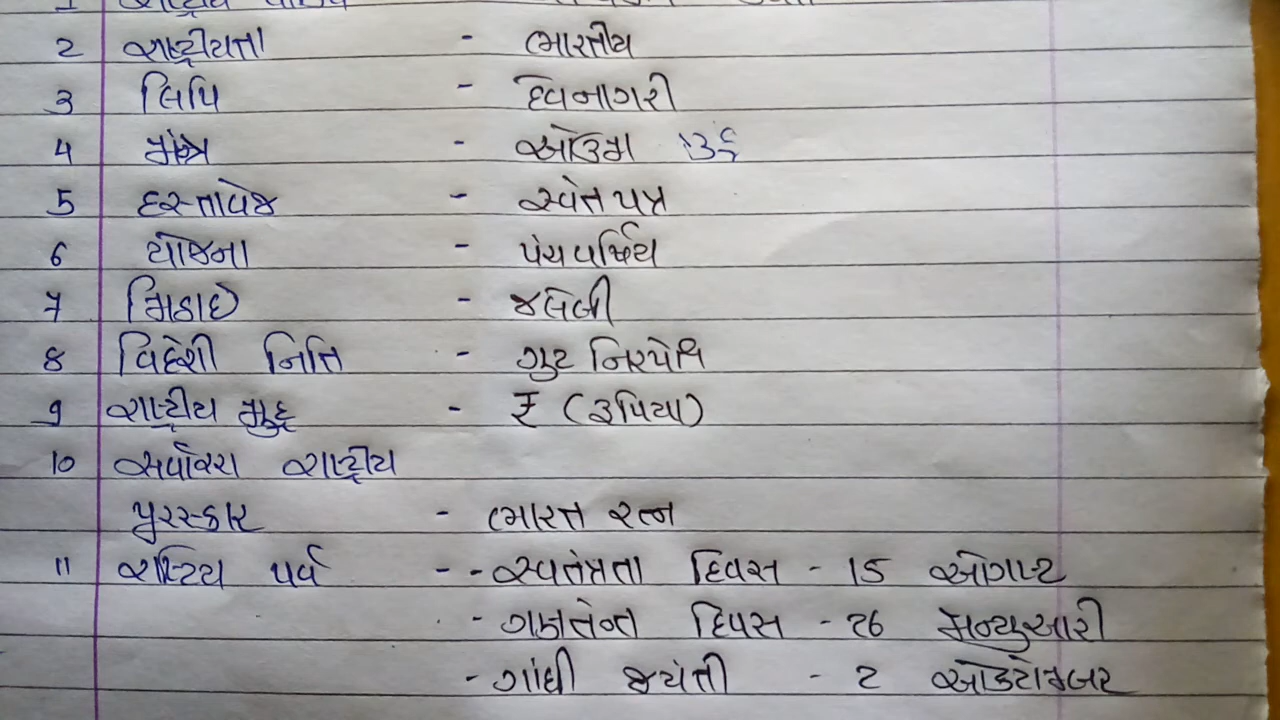 1 રાષ્ટ્રીય
2 રાષ્ટ્રીયતા - ભારતીય
3 લિપિ - દેવનાગરી
4 મંત્ર - ઓઉમ
5 દસ્તાવેજ - સ્વેતપત્ર
6 યોજના - પંચવર્ષિય
7 મિઠાઈ - જલેબી
8 વિદેશી નિતિ - ગુટ નિરપેક્ષિ
9 રાષ્ટ્રીય મુદ્રા - ₹ (રૂપિયા)
10 સર્વોચ્ચ રાષ્ટ્રીય
પુરસ્કાર - ભારત રત્ન
11 રાષ્ટ્રિય પર્વ - - સ્વતંત્રતા દિવસ - 15 ઓગષ્ટ
- ગણતંત્ર દિવસ - 26 જાન્યુઆરી
- ગાંધી જયંતી - 2 ઓક્ટોમ્બર